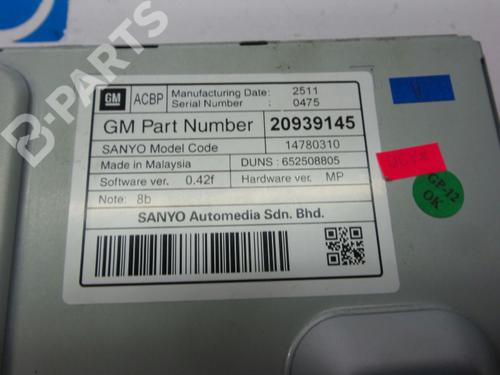 B-PARTS
GM ACBP Manufacturing Date: 2511
Serial Number : 0475
GM Part Number 20939145
SANYO Model Code 14780310
Made in Malaysia DUNS : 652508805
Software ver. 0.42f Hardware ver. MP
Note: 8b
SANYO Automedia Sdn. Bhd.
GP-12
OK